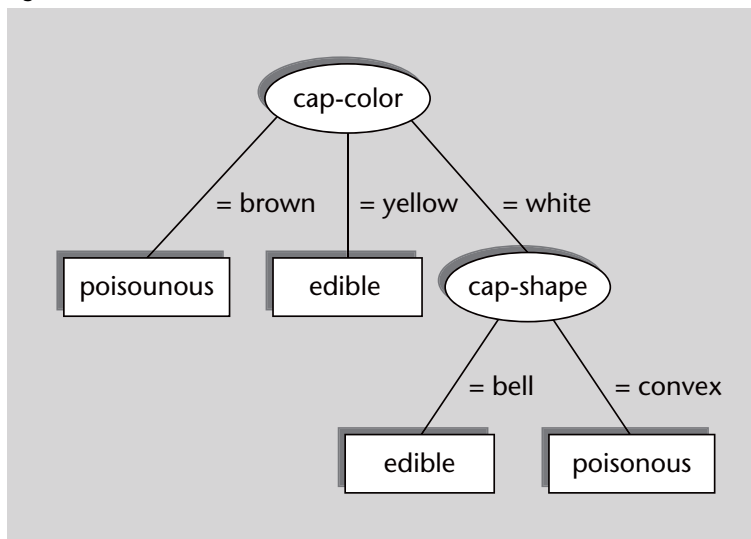 cap-color
= brown
= yellow
= white
poisounous
edible
cap-shape
= bell
= convex
edible
poisonous